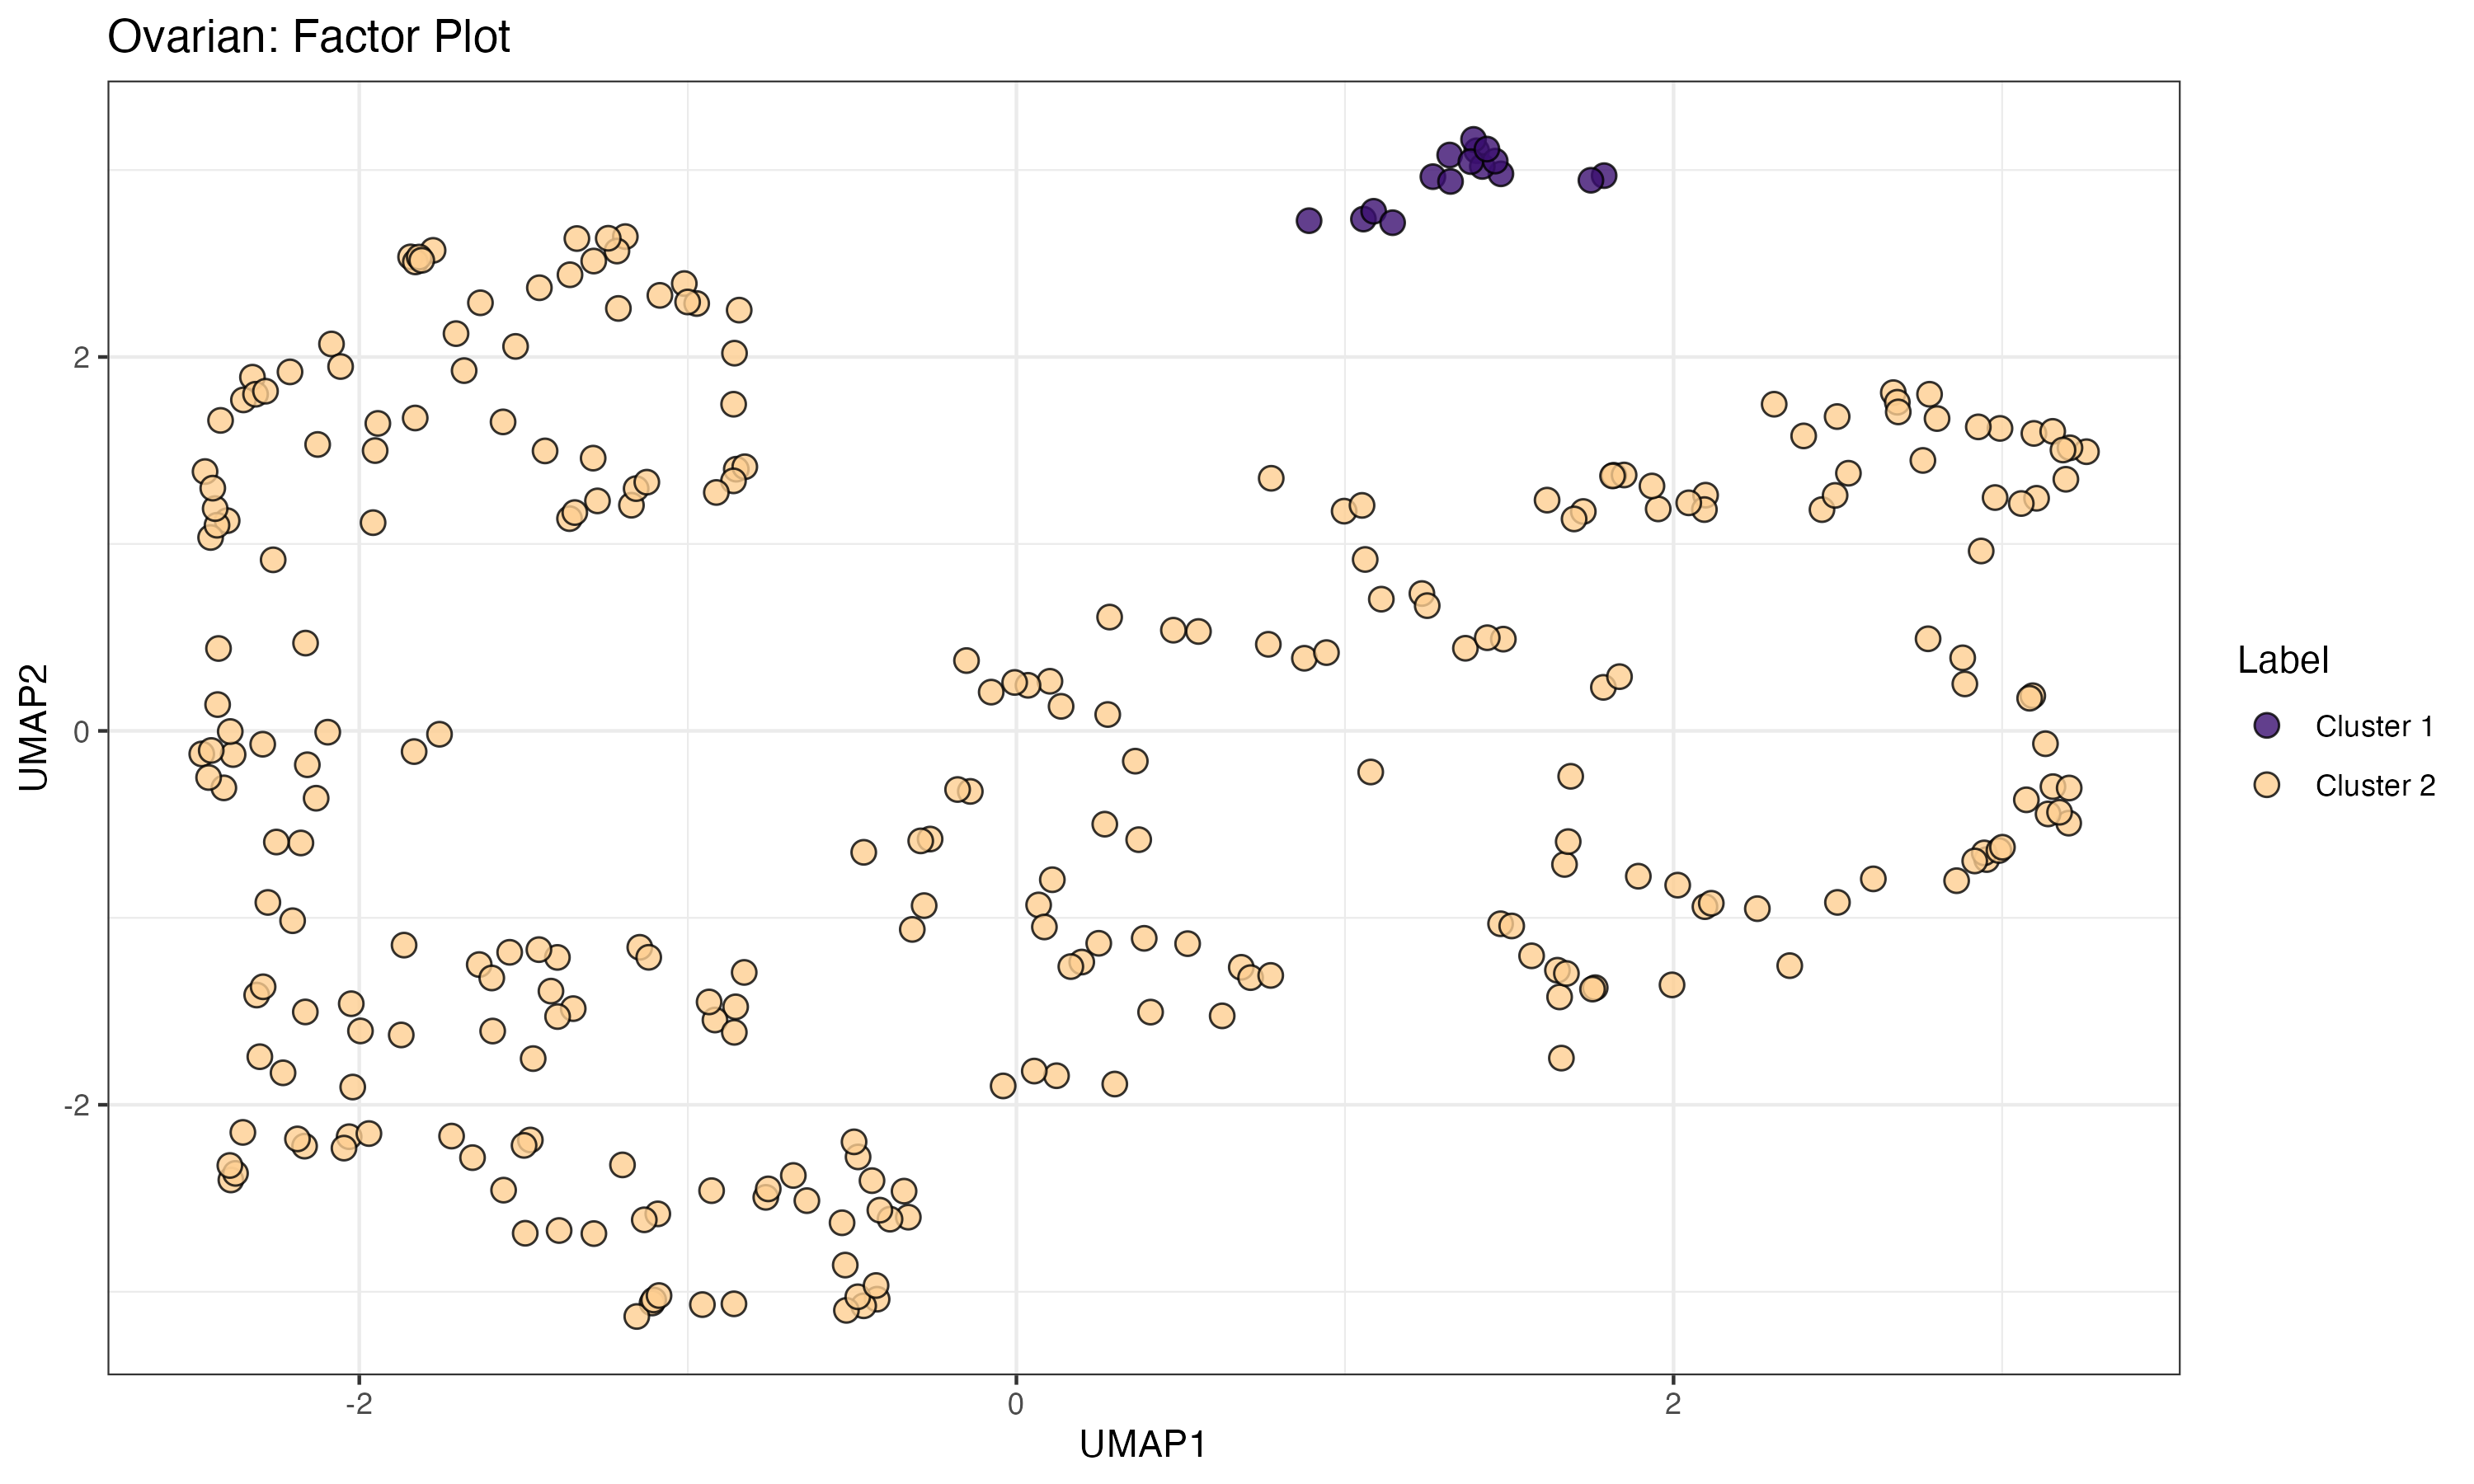 Ovarian: Factor Plot
UMAP2
2
0
-2
-2
0
2
UMAP1
Label
Cluster 1
Cluster 2